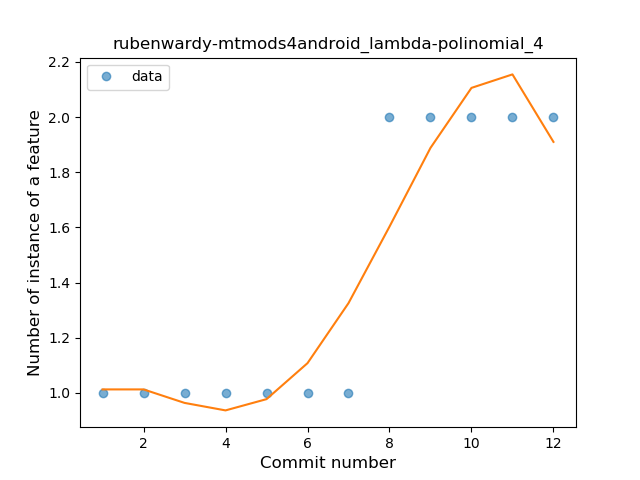 rubenwardy-mtmods4android_lambda-polinomial_4
data
Number of instance of a feature
2.2
2.0
1.8
1.6
1.4
1.2
1.0
2 4 6 8 10 12
Commit number